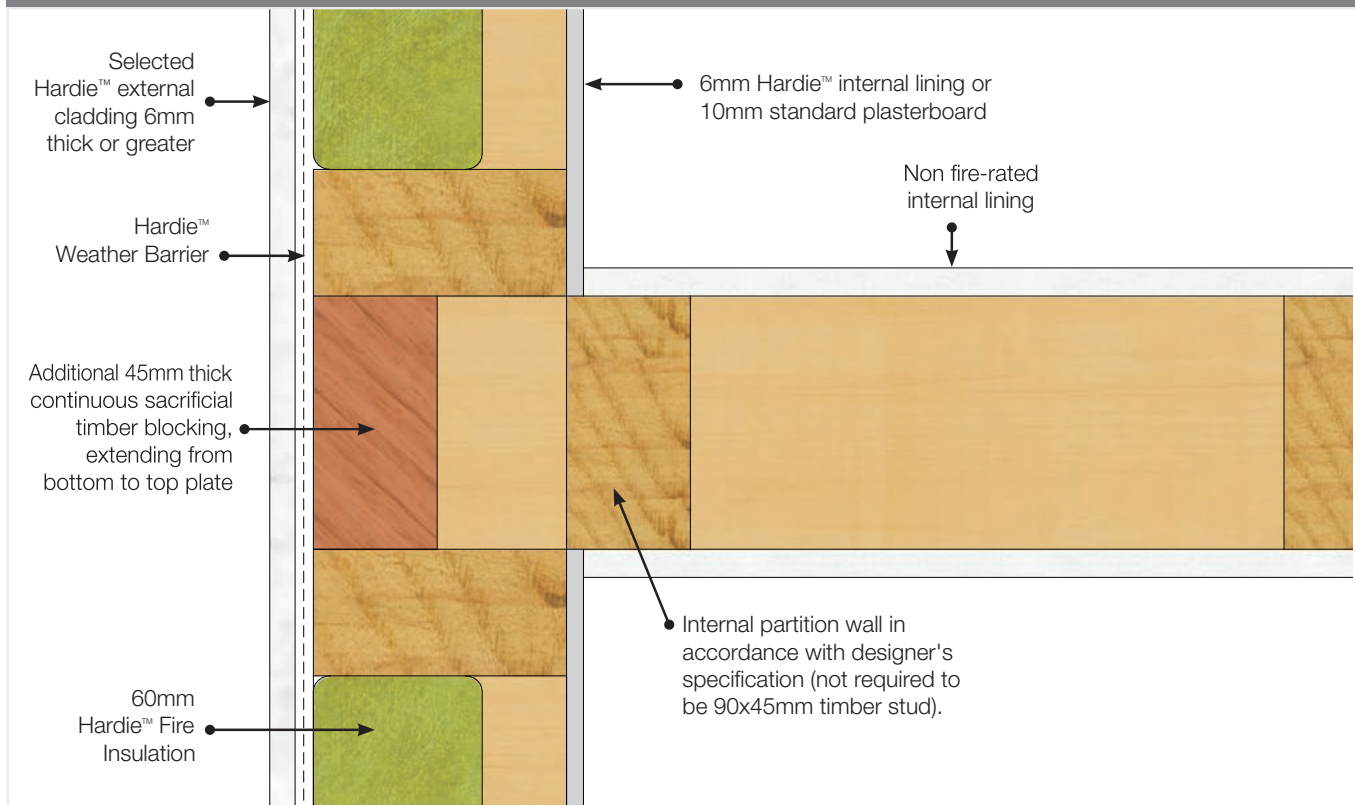 Selected
Hardie™ external
cladding 6mm
thick or greater
6mm Hardie™ internal lining or
10mm standard plasterboard
Non fire-rated
internal lining
Hardie™
Weather Barrier
Additional 45mm thick
continuous sacrificial
timber blocking,
extending from
bottom to top plate
Internal partition wall in
accordance with designer's
specification (not required to
be 90x45mm timber stud).
60mm
Hardie™ Fire
Insulation